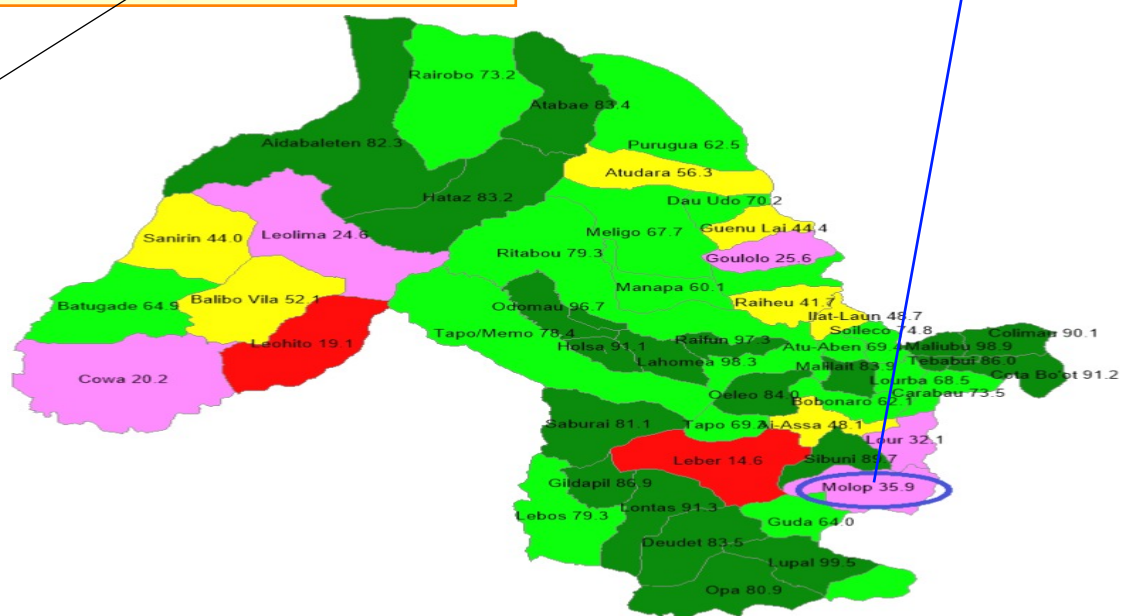 Rairobo 73.2
Atabae 83.4
Aidabaleten 82.3
Purugua 62.5
Atudara 56.3
Hataz 83.2
Dau Udo 70.2
Leolima 24.6
Meligo 67.7
Guenu Lai 44.4
Sanirin 44.0
Ritabou 79.3
Goulolo 25.6
Manapa 60.1
Balibo Vila 52.1
Batugade 64.9
Odomau 96.7
Raiheu 41.7
Ilat-Laun 48.7
Tapo/Memo 78.4
Soileco 74.8
Coliman 90.1
Leohito 19.1
Holsa 91.1
Raifun 97.3
Atu-Aben 69.4
Maliubu 98.9
Lahomea 98.3
Maillait 83.9
Tebabui 86.0
Cowa 20.2
Lourba 68.5
Cota Bo'ot 91.2
Oeleo 84.0
Bobonaro 62.1
Carabau 73.5
Saburai 81.1
Tapo 69.2
Ai-Assa 48.1
Lour 32.1
Leber 14.6
Sibuni 89.7
Gildapil 86.9
Molop 35.9
Lebos 79.3
Lontas 91.3
Guda 64.0
Deudet 83.5
Lupal 99.5
Opa 80.9